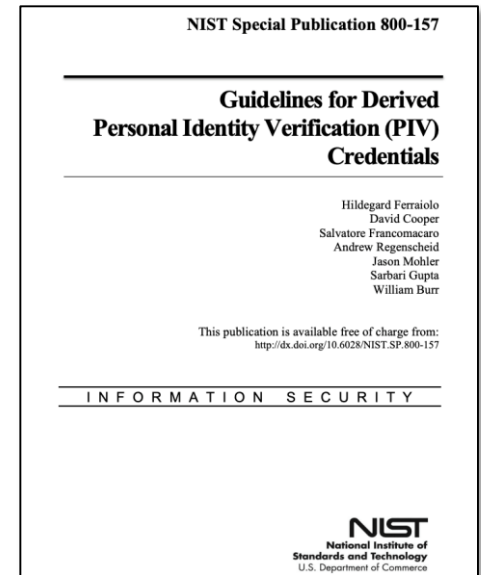 NIST Special Publication 800-157
Guidelines for Derived
Personal Identity Verification (PIV)
Credentials
Hildegard Ferraiolo
David Cooper
Salvatore Francomacaro
Andrew Regenscheid
Jason Mohler
Sarbari Gupta
William Burr
This publication is available free of charge from:
http://dx.doi.org/10.6028/NIST.SP.800-157
INFORMATION SECURITY
NIST
National Institute of
Standards and Technology
U.S. Department of Commerce